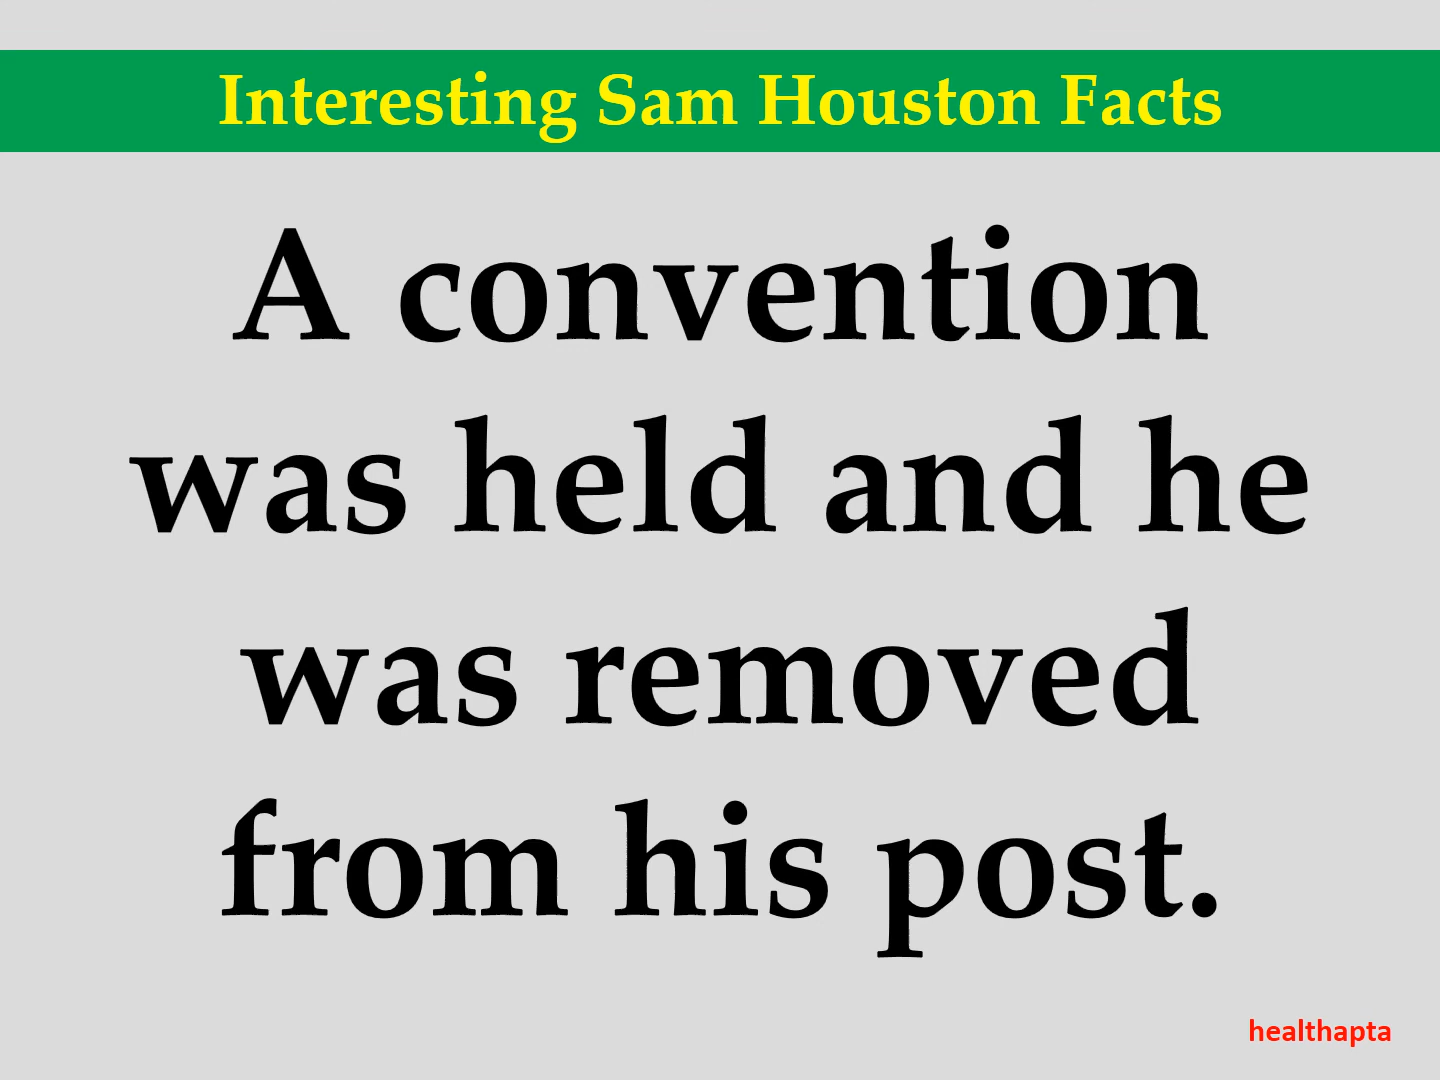 Interesting Sam Houston Facts
A convention
was held and he
was removed
from his post.
healthapta